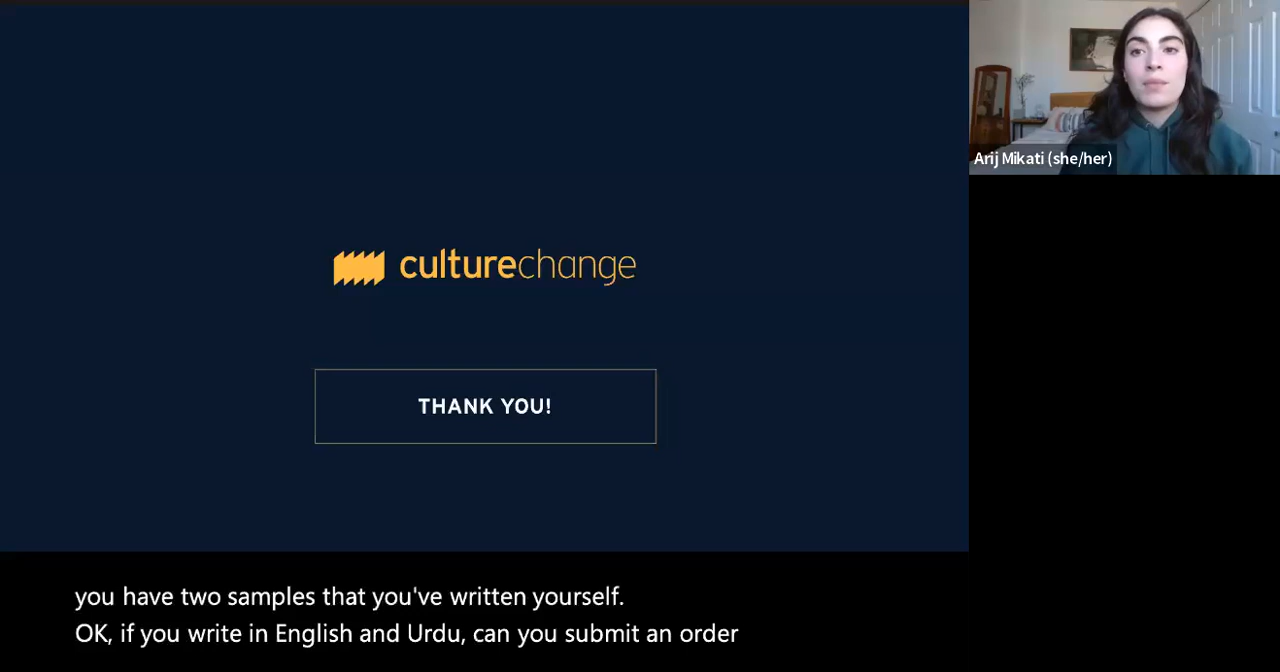 culturechange
THANK YOU!
Arij Mikati (she/her)
you have two samples that you've written yourself.
OK, if you write in English and Urdu, can you submit an order